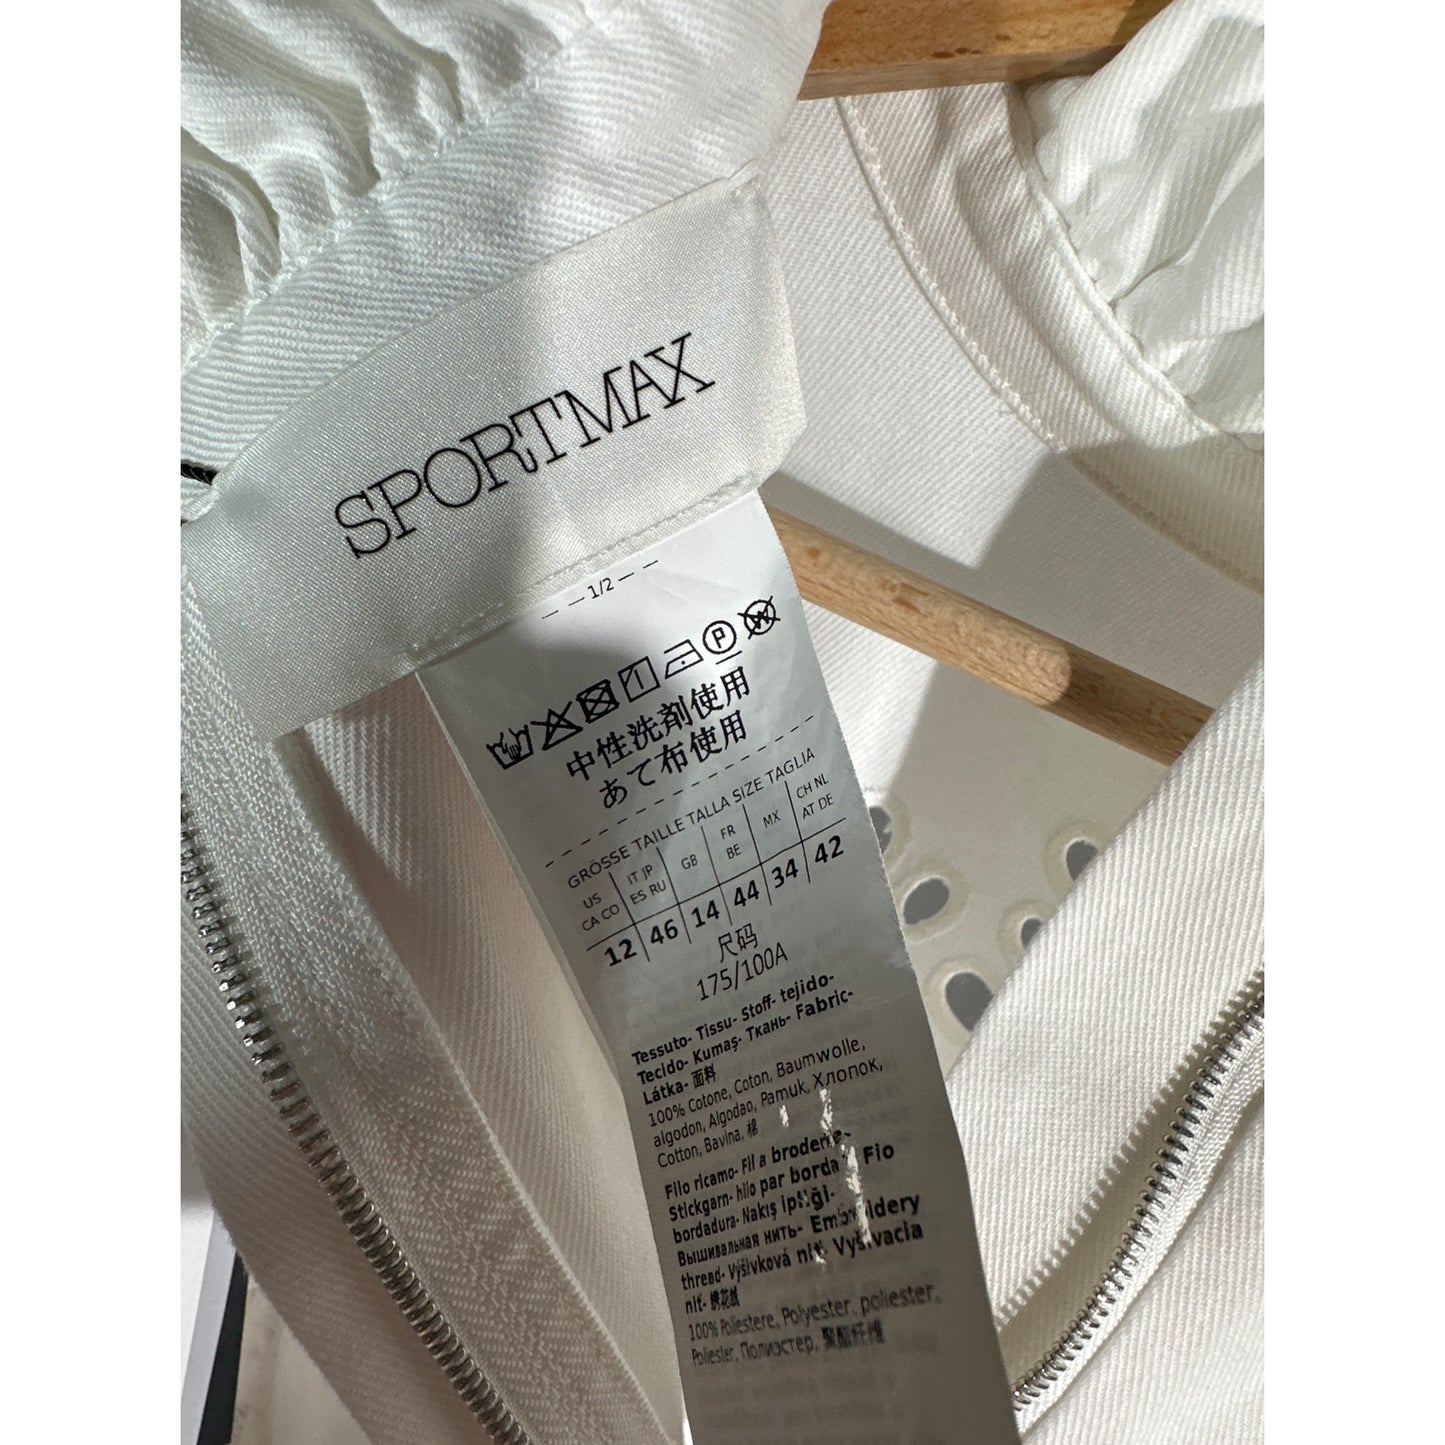 SPORTMAX
1/2
P
W
中性洗剤使用
あて布使用
GRÖSSE TAILLE TALLA SIZE TAGLIA
US CA CO | IT JP ES RU | GB | FR BE | MX | CH NL AT DE
12 | 46 | 14 | 44 | 34 | 42
尺码
175/100A
Tessuto- Tissu- Stoff- tejido-
Tecido- Kumaş- Ткань- Fabric-
Látka- 面料
100% Cotone, Coton, Baumwolle,
algodon, Algodao, Pamuk, Хлопок,
Cotton, Bavlna, 棉
Filo ricamo- Fil a broderie-
Stickgarn- hilo par borda- Fio
bordadura- Nakış ipliği-
Вышивальная нить- Embroidery
thread- Výšivková niť- Vyšívacia
niť- 绣花线
100% Poliestere, Polyester, poliester,
Poliester, Полиэстер, 聚酯纤维